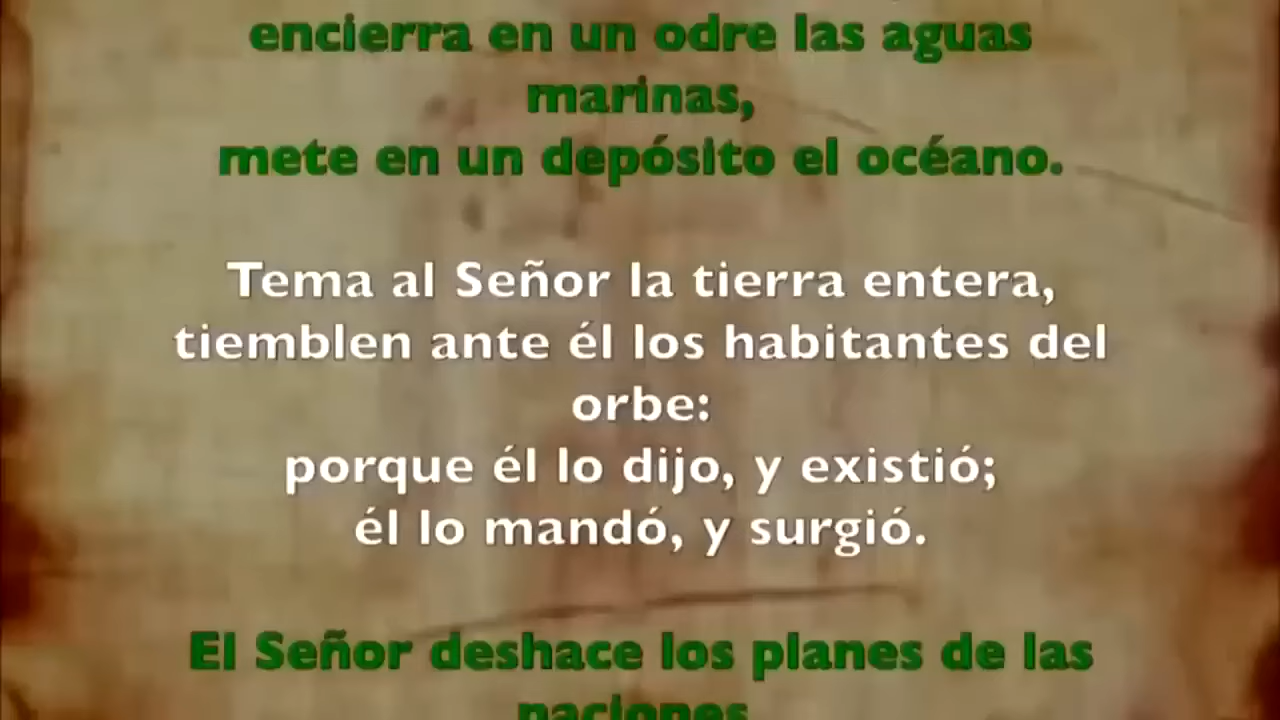 encierra en un odre las aguas
marinas,
mete en un depósito el océano.
Tema al Señor la tierra entera,
tiemblen ante él los habitantes del
orbe:
porque él lo dijo, y existió;
él lo mandó, y surgió.
El Señor deshace los planes de las
naciones